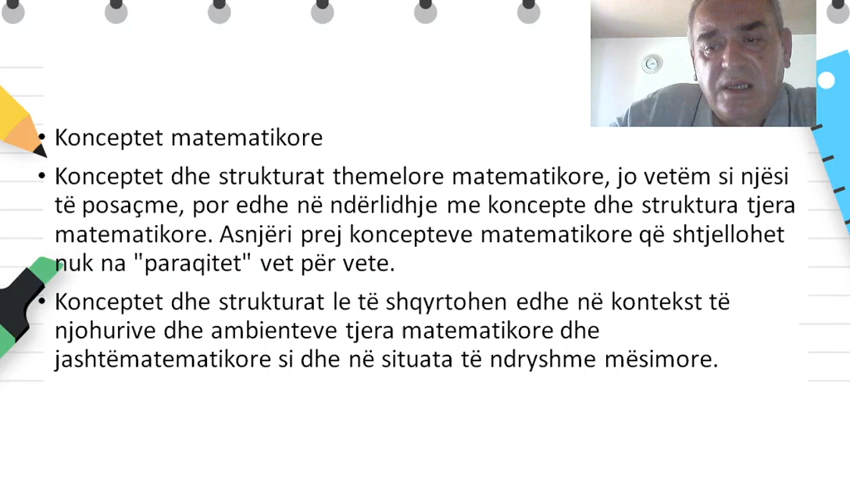 • Konceptet matematikore
• Konceptet dhe strukturat themelore matematikore, jo vetëm si njësi
të posaçme, por edhe në ndërlidhje me koncepte dhe struktura tjera
matematikore. Asnjëri prej koncepteve matematikore që shtjellohet
nuk na "paraqitet" vet për vete.
• Konceptet dhe strukturat le të shqyrtohen edhe në kontekst të
njohurive dhe ambienteve tjera matematikore dhe
jashtëmatematikore si dhe në situata të ndryshme mësimore.